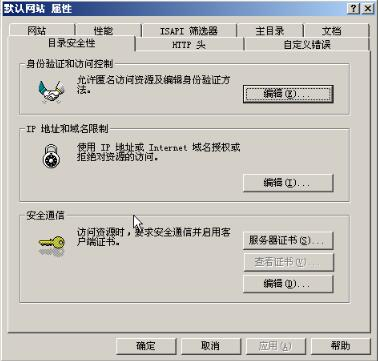 默认网站 属性
网站 性能 ISAPI 筛选器 主目录 文档
目录安全性 HTTP 头 自定义错误
身份验证和访问控制
允许匿名访问资源及编辑身份验证方
法。
编辑(E)...
IP 地址和域名限制
使用 IP 地址或 Internet 域名授权或
拒绝对资源的访问。
编辑(I)...
安全通信
访问资源时，要求安全通信并启用客
户端证书。
服务器证书(S)...
查看证书(V)...
编辑(D)...
确定 取消 应用(A) 帮助